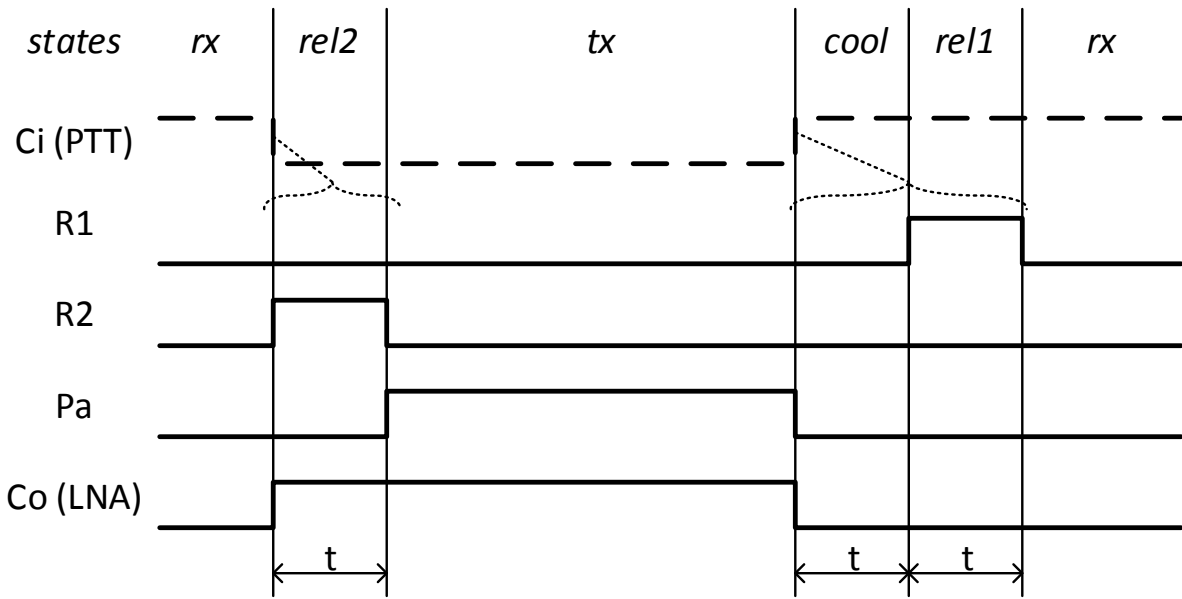 states rx rel2 tx cool rel1 rx
Ci (PTT)
R1
R2
Pa
Co (LNA)
t t t